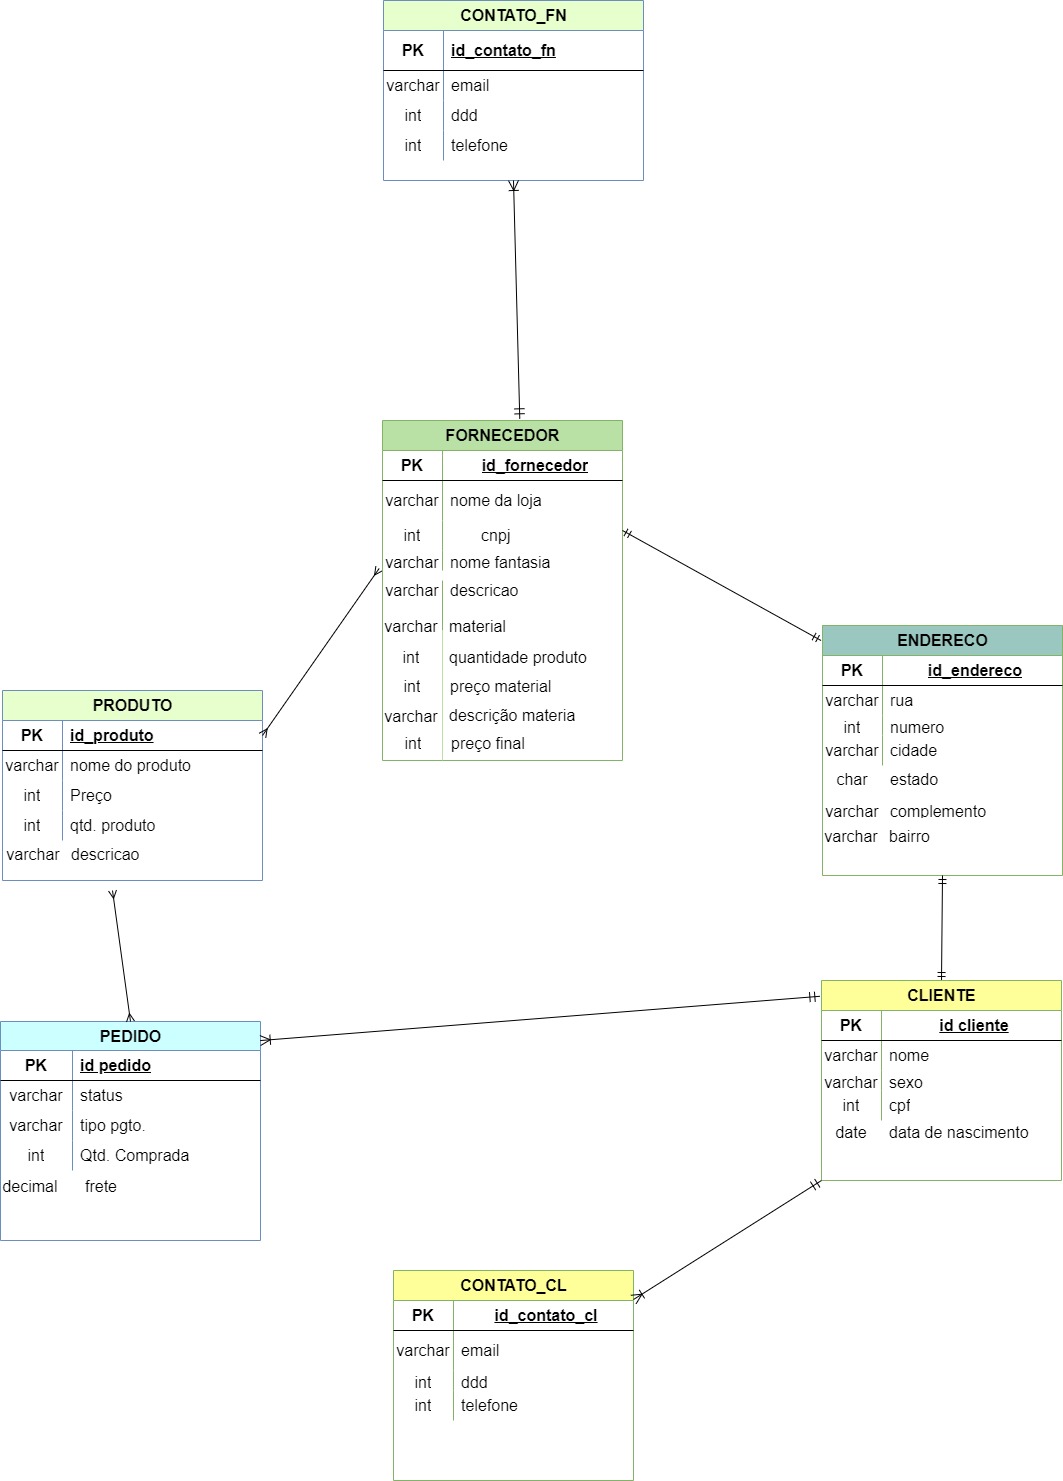 CONTATO_FN
PK id_contato_fn
varchar email
int ddd
int telefone
FORNECEDOR
PK id_fornecedor
varchar nome da loja
int cnpj
varchar nome fantasia
varchar descricao
varchar material
int quantidade produto
int preço material
varchar descrição materia
int preço final
ENDERECO
PK id_endereco
varchar rua
int numero
varchar cidade
char estado
varchar complemento
varchar bairro
PRODUTO
PK id_produto
varchar nome do produto
int Preço
int qtd. produto
varchar descricao
CLIENTE
PK id cliente
varchar nome
varchar sexo
int cpf
date data de nascimento
PEDIDO
PK id pedido
varchar status
varchar tipo pgto.
int Qtd. Comprada
decimal frete
CONTATO_CL
PK id_contato_cl
varchar email
int ddd
int telefone